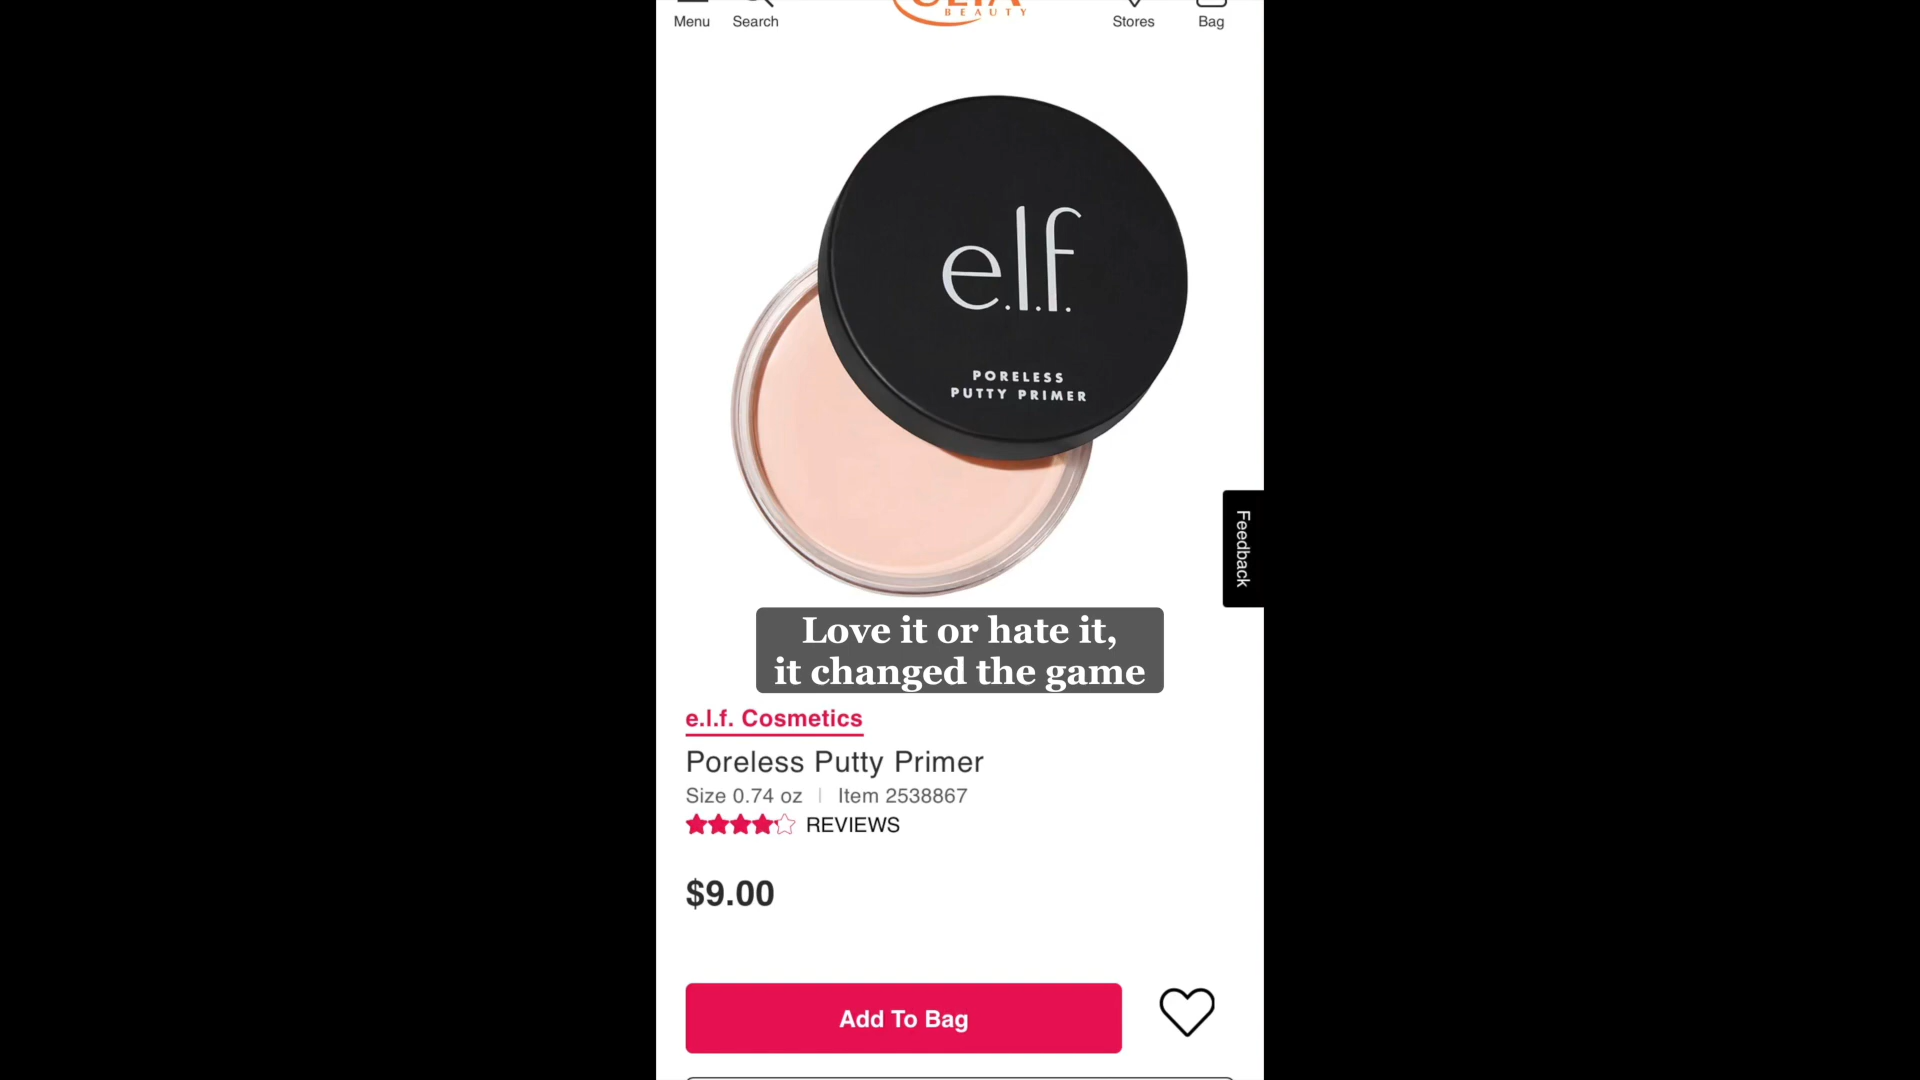 Menu
Search
BEAUTY
Stores
Bag
e.l.f.
PORELESS
PUTTY PRIMER
Feedback
Love it or hate it,
it changed the game
e.l.f. Cosmetics
Poreless Putty Primer
Size 0.74 oz | Item 2538867
REVIEWS
$9.00
Add To Bag